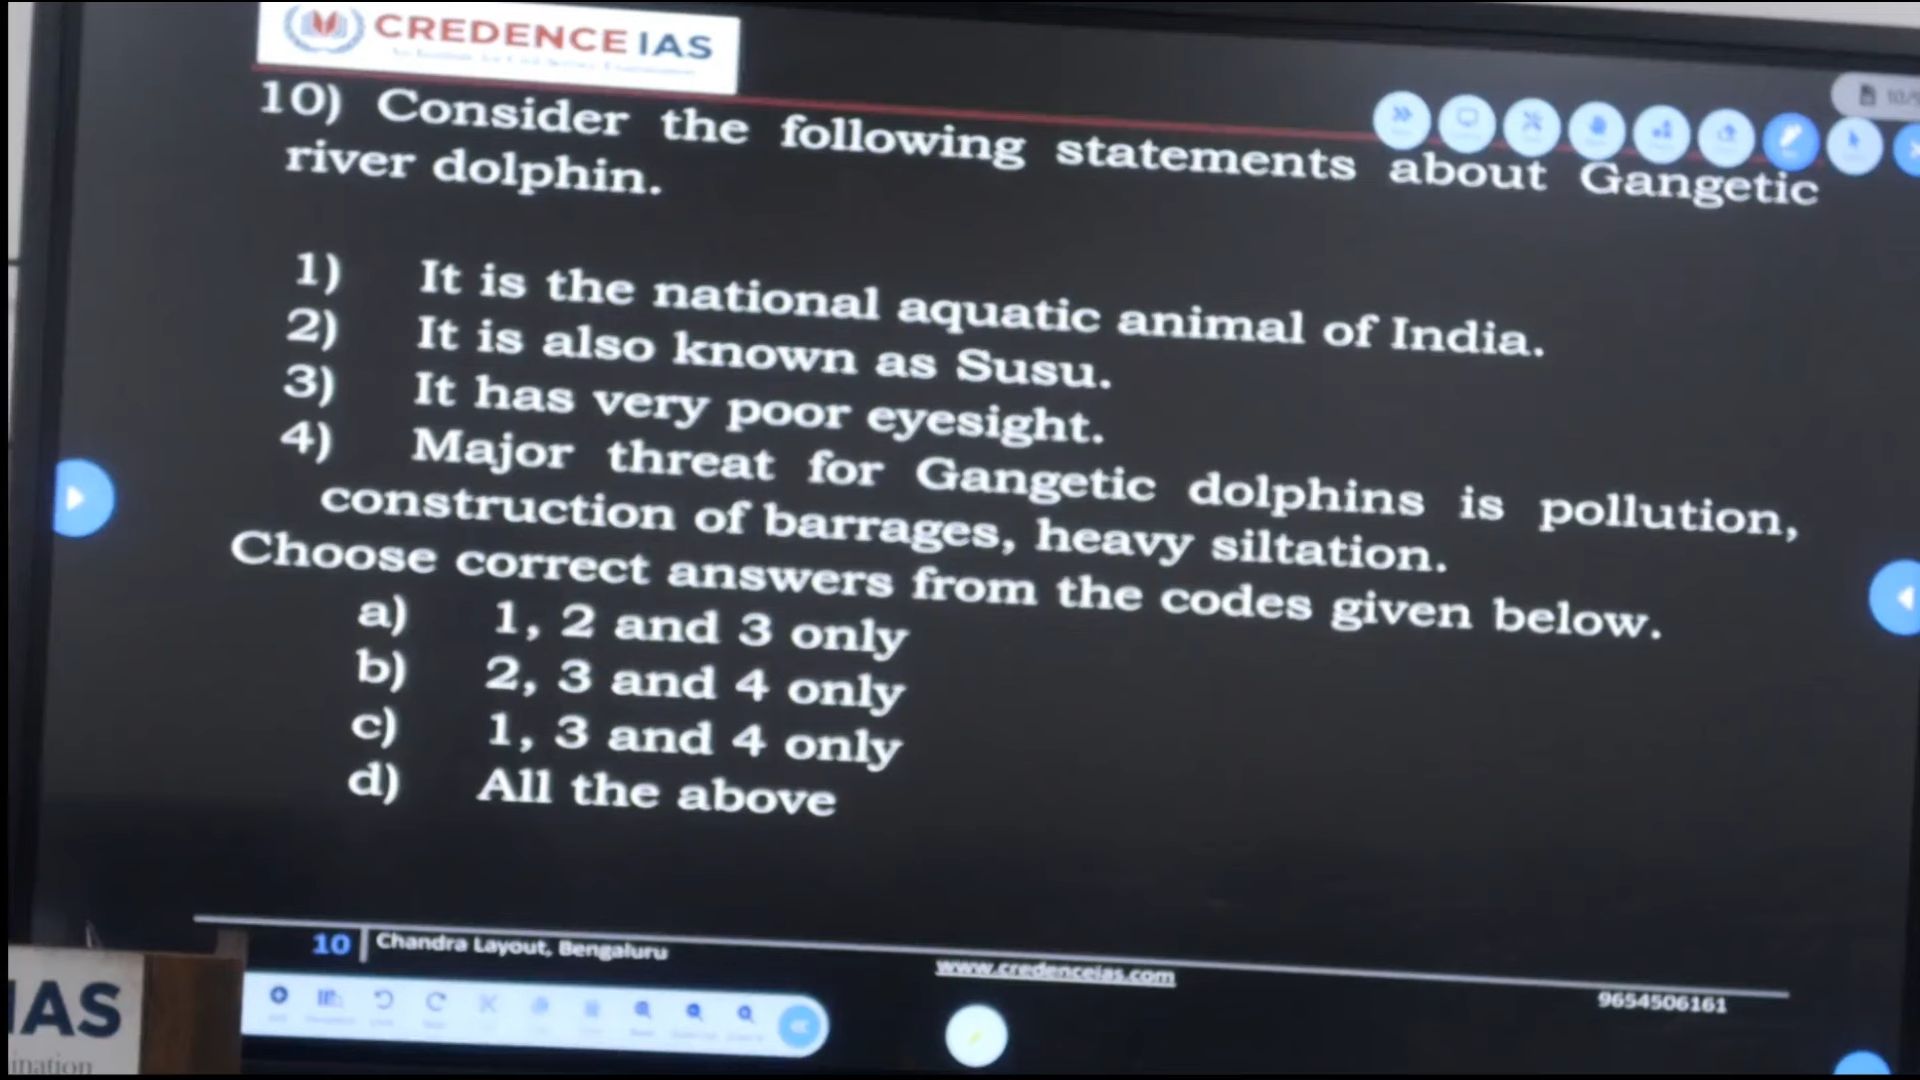 CREDENCE IAS
10) Consider the following statements about Gangetic
river dolphin.
1) It is the national aquatic animal of India.
2) It is also known as Susu.
3) It has very poor eyesight.
4) Major threat for Gangetic dolphins is pollution,
construction of barrages, heavy siltation.
Choose correct answers from the codes given below.
a) 1, 2 and 3 only
b) 2, 3 and 4 only
c) 1, 3 and 4 only
d) All the above
10 Chandra Layout, Bengaluru
www.credenceias.com
9654506161
IAS
ination